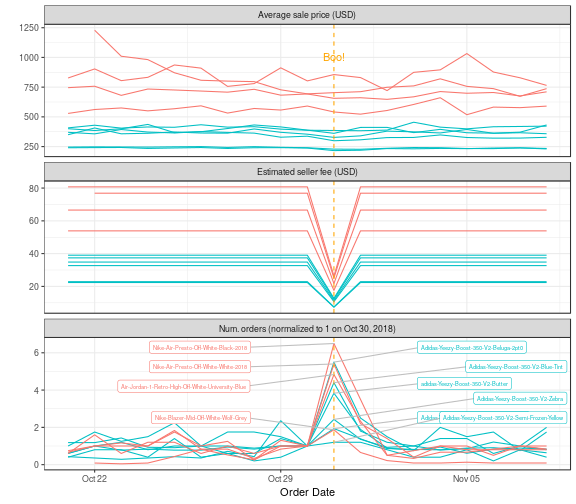 Average sale price (USD)
1250
1000
750
500
250
Boo!
Estimated seller fee (USD)
80
60
40
20
Num. orders (normalized to 1 on Oct 30, 2018)
6
4
2
0
Nike-Air-Presto-Off-White-Black-2018
Adidas-Yeezy-Boost-350-V2-Beluga-2pt0
Nike-Air-Presto-Off-White-White-2018
Adidas-Yeezy-Boost-350-V2-Blue-Tint
Air-Jordan-1-Retro-High-Off-White-University-Blue
adidas-Yeezy-Boost-350-V2-Butter
Adidas-Yeezy-Boost-350-V2-Zebra
Nike-Blazer-Mid-Off-White-Wolf-Grey
Adidas-
Adidas-Yeezy-Boost-350-V2-Semi-Frozen-Yellow
Oct 22
Oct 29
Nov 05
Order Date